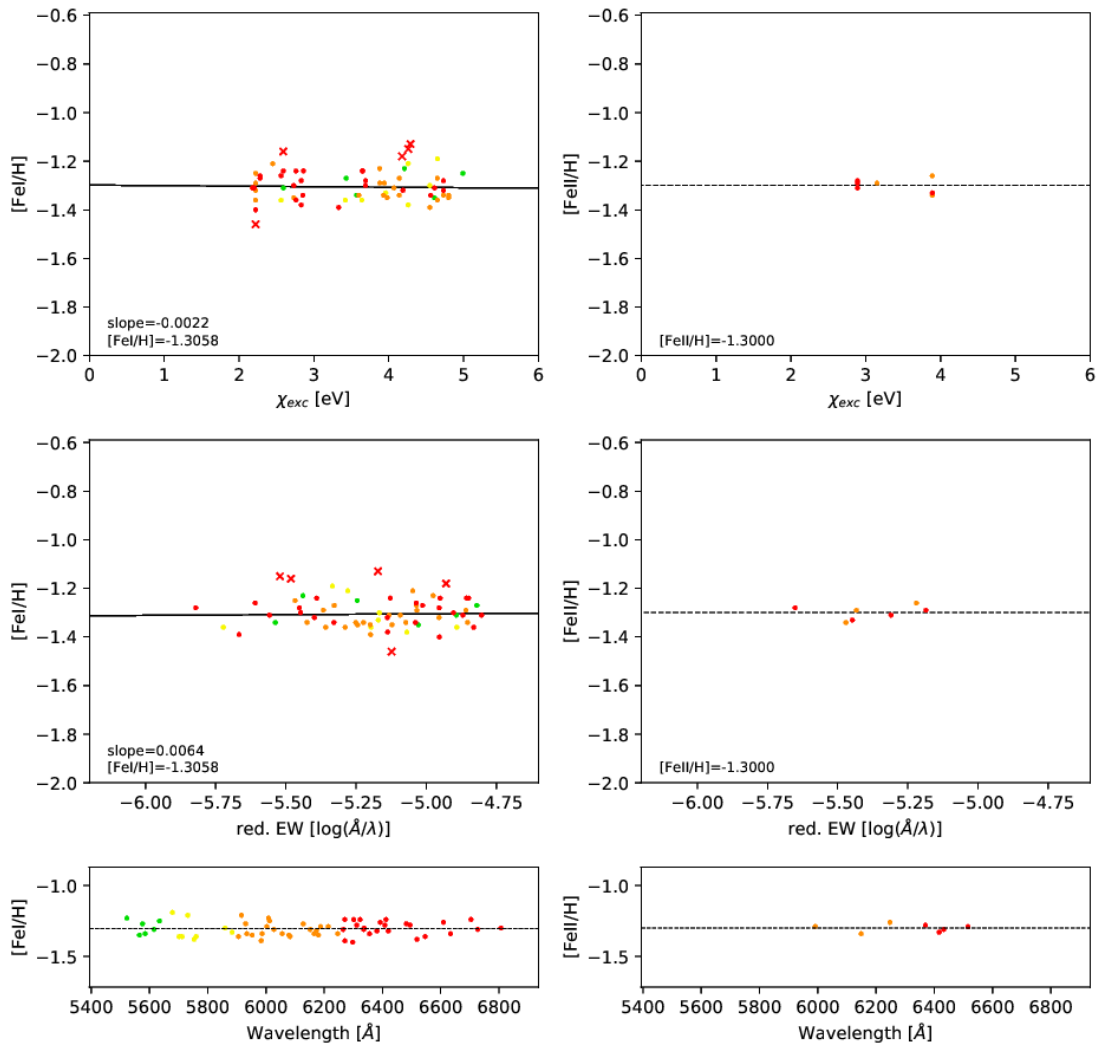 −0.6
−0.8
−1.0
−1.2
−1.4
−1.6
−1.8
−2.0
[FeI/H]
slope=-0.0022
[FeI/H]=-1.3058
0 1 2 3 4 5 6
χexc [eV]
−0.6
−0.8
−1.0
−1.2
−1.4
−1.6
−1.8
−2.0
[FeII/H]
[FeII/H]=-1.3000
0 1 2 3 4 5 6
χexc [eV]
−0.6
−0.8
−1.0
−1.2
−1.4
−1.6
−1.8
−2.0
[FeI/H]
slope=0.0064
[FeI/H]=-1.3058
−6.00 −5.75 −5.50 −5.25 −5.00 −4.75
red. EW [log(Å/λ)]
−0.6
−0.8
−1.0
−1.2
−1.4
−1.6
−1.8
−2.0
[FeII/H]
[FeII/H]=-1.3000
−6.00 −5.75 −5.50 −5.25 −5.00 −4.75
red. EW [log(Å/λ)]
−1.0
−1.5
[FeI/H]
5400 5600 5800 6000 6200 6400 6600 6800
Wavelength [Å]
−1.0
−1.5
[FeII/H]
5400 5600 5800 6000 6200 6400 6600 6800
Wavelength [Å]